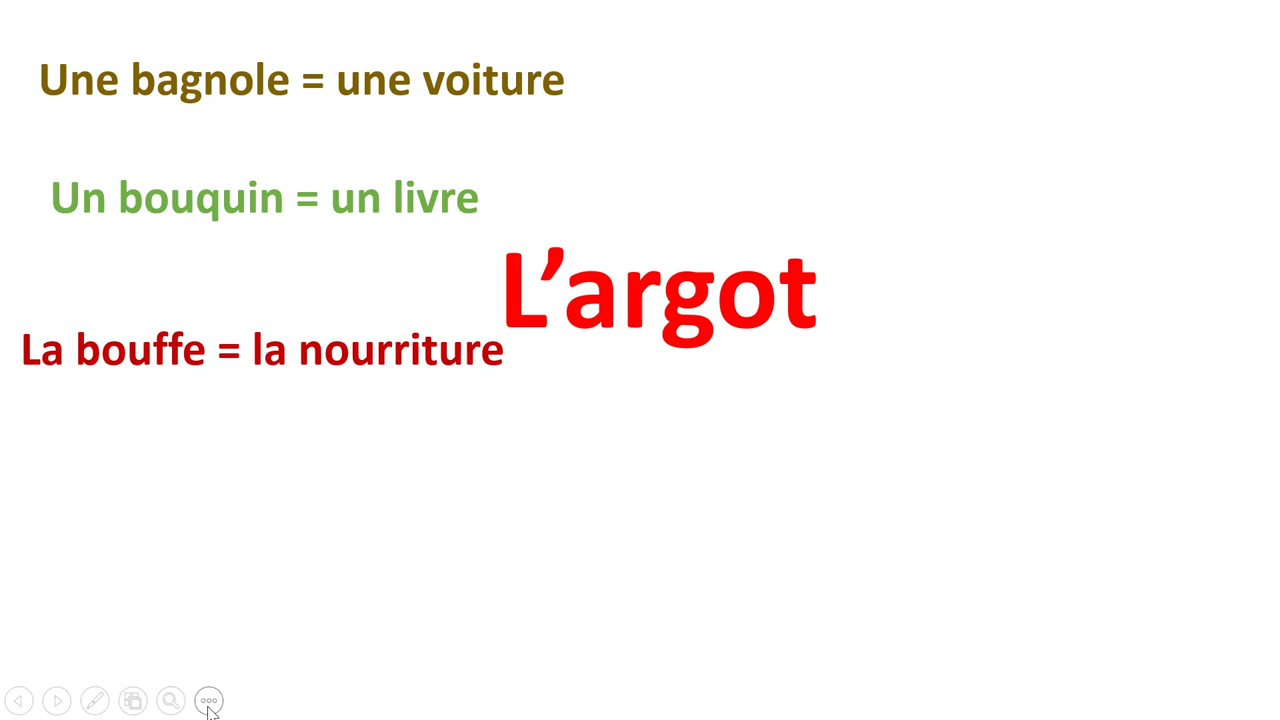 Une bagnole = une voiture
Un bouquin = un livre
L’argot
La bouffe = la nourriture